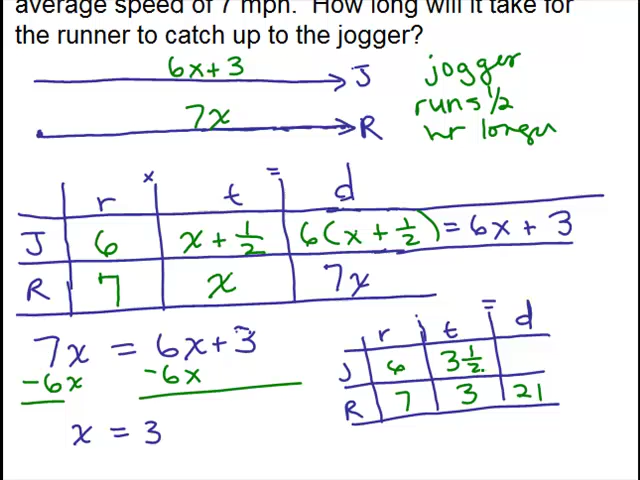 average speed of 7 mph. How long will it take for
the runner to catch up to the jogger?
6x+3 J
7x R
jogger
runs 1/2
hr longer
r × t = d
J 6 x + 1/2 6(x + 1/2) = 6x + 3
R 7 x 7x
7x = 6x+3
-6x -6x
x = 3
r · t = d
J 6 3 1/2
R 7 3 21